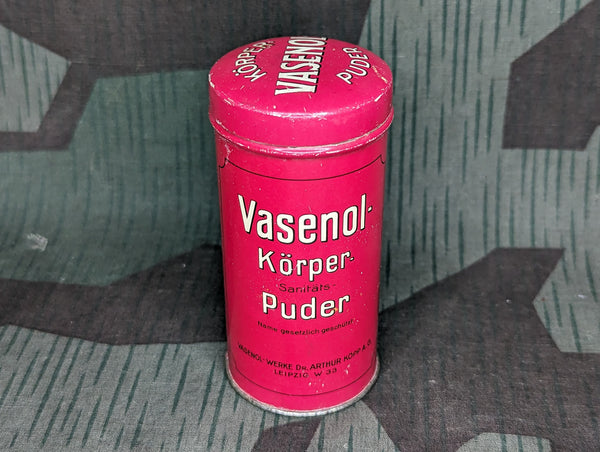 KÖRPER
VASENOL
PUDER
Vasenol-
Körper-
Sanitäts-
Puder
Name gesetzlich geschützt
VASENOL-WERKE DR. ARTHUR KOPP A.G.
LEIPZIG W 33